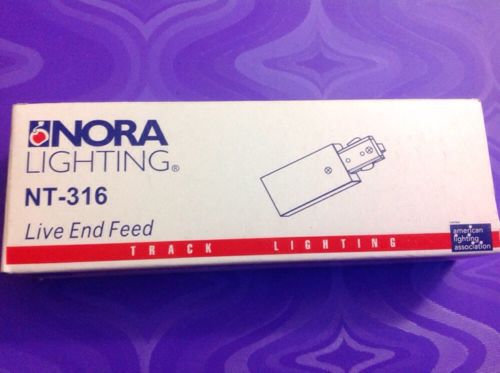 NORA
LIGHTING®
NT-316
Live End Feed
TRACK LIGHTING
american
lighting
association